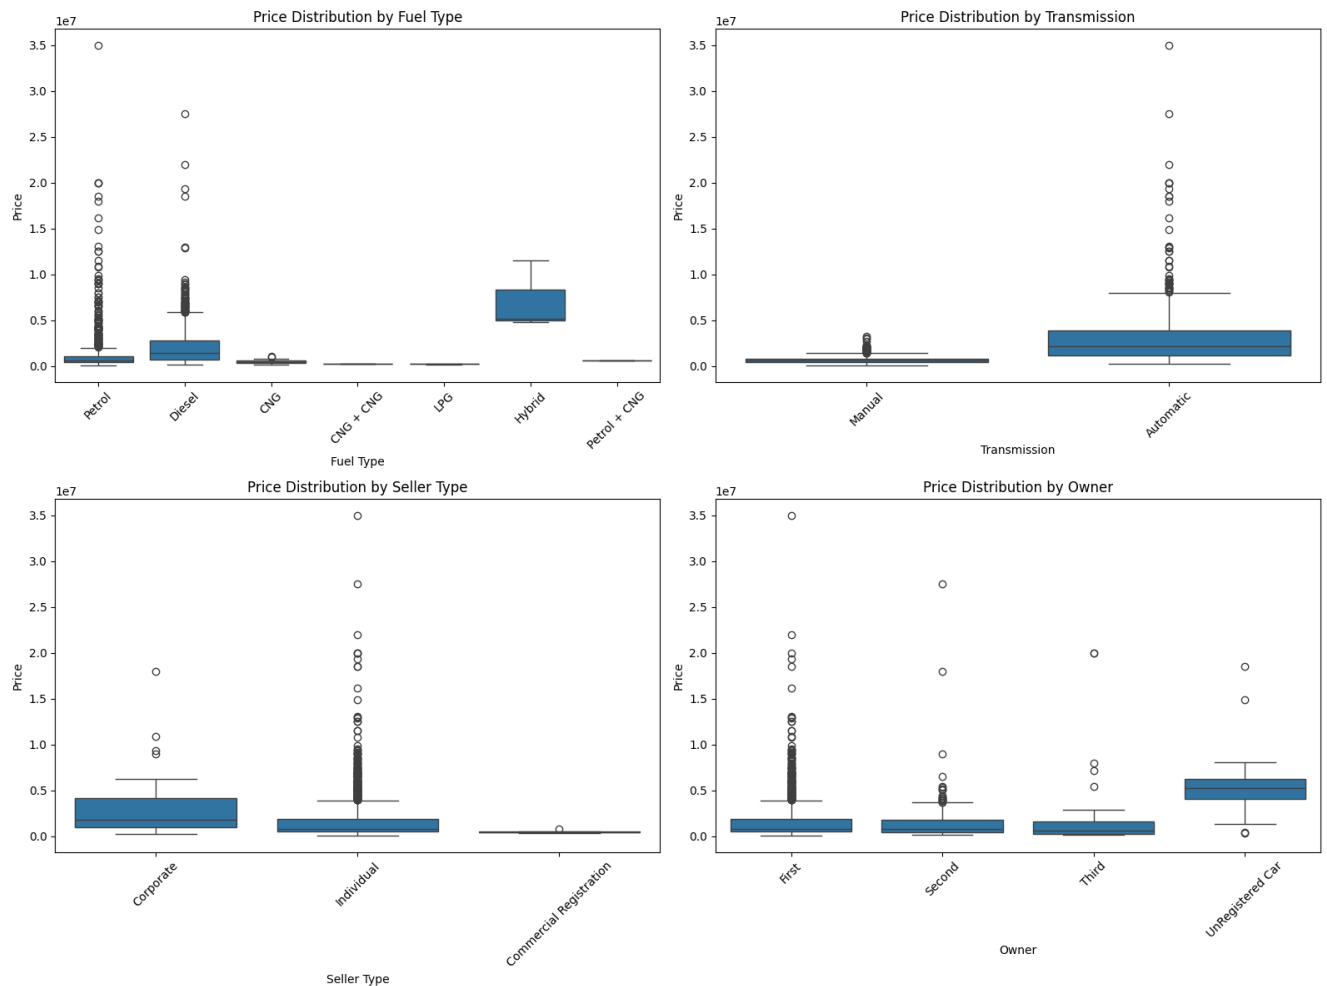 Price Distribution by Fuel Type
1e7
3.5
3.0
2.5
2.0
1.5
1.0
0.5
0.0
Price
Petrol
Diesel
CNG
CNG + CNG
LPG
Hybrid
Petrol + CNG
Fuel Type
Price Distribution by Transmission
1e7
3.5
3.0
2.5
2.0
1.5
1.0
0.5
0.0
Price
Manual
Automatic
Transmission
Price Distribution by Seller Type
1e7
3.5
3.0
2.5
2.0
1.5
1.0
0.5
0.0
Price
Corporate
Individual
Commercial Registration
Seller Type
Price Distribution by Owner
1e7
3.5
3.0
2.5
2.0
1.5
1.0
0.5
0.0
Price
First
Second
Third
UnRegistered Car
Owner